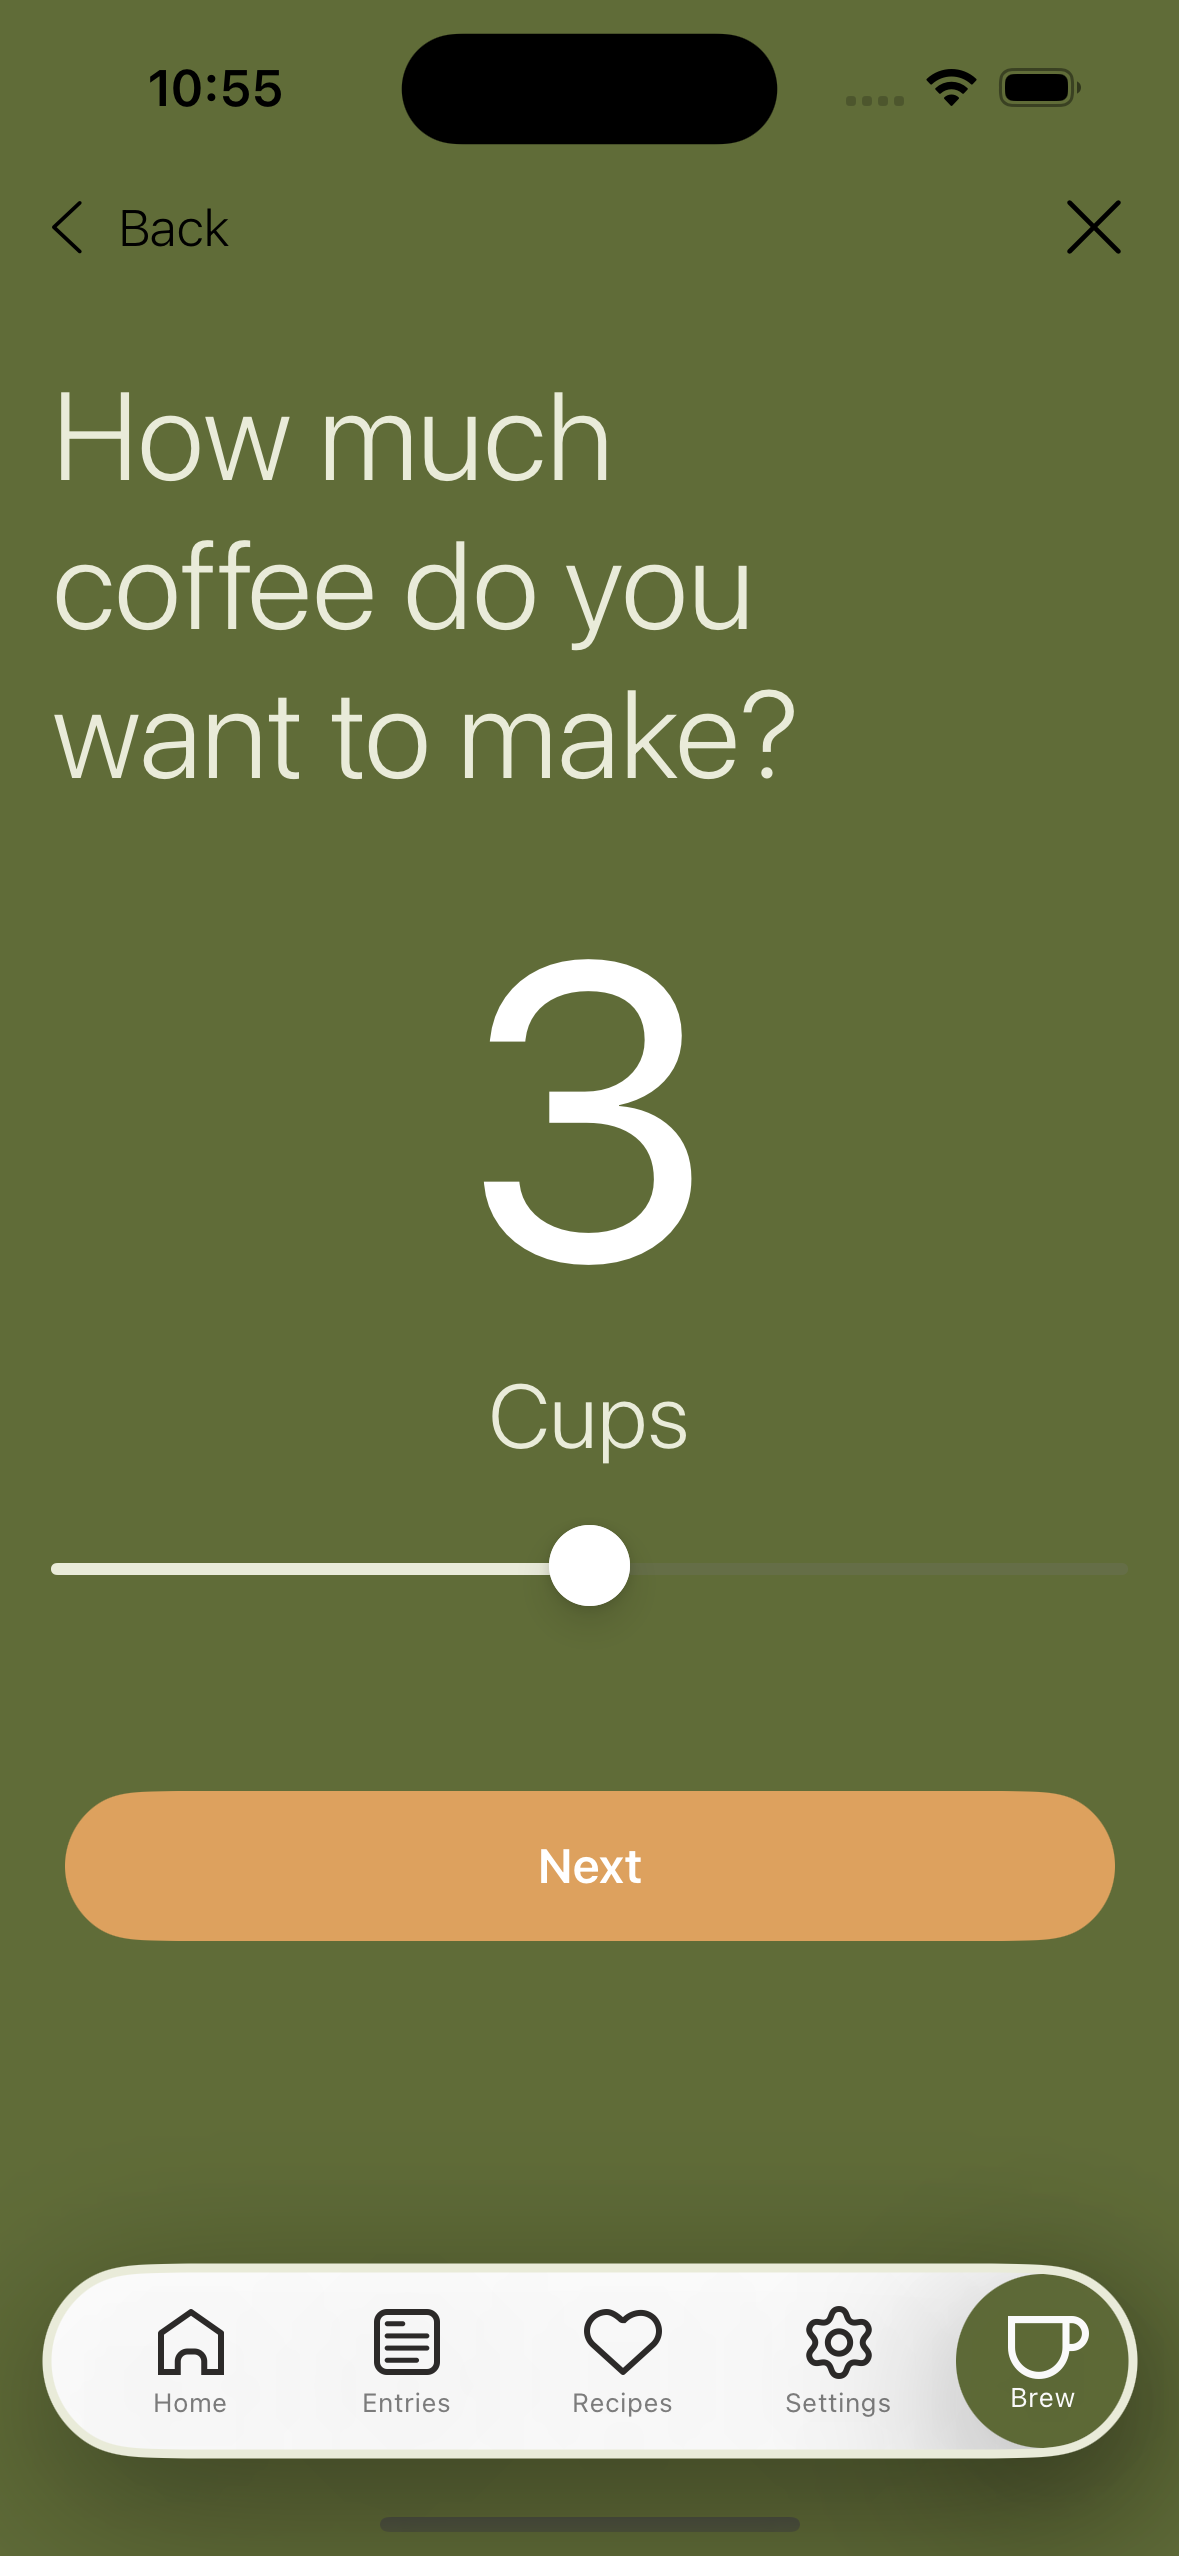 10:55
Back
How much
coffee do you
want to make?
3
Cups
Next
Home
Entries
Recipes
Settings
Brew